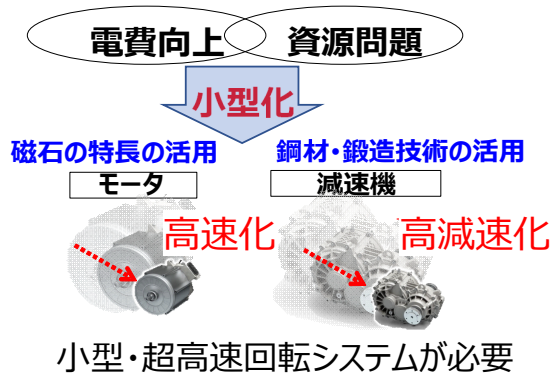 電費向上 資源問題
小型化
磁石の特長の活用 鋼材・鍛造技術の活用
モータ 減速機
高速化 高減速化
小型・超高速回転システムが必要